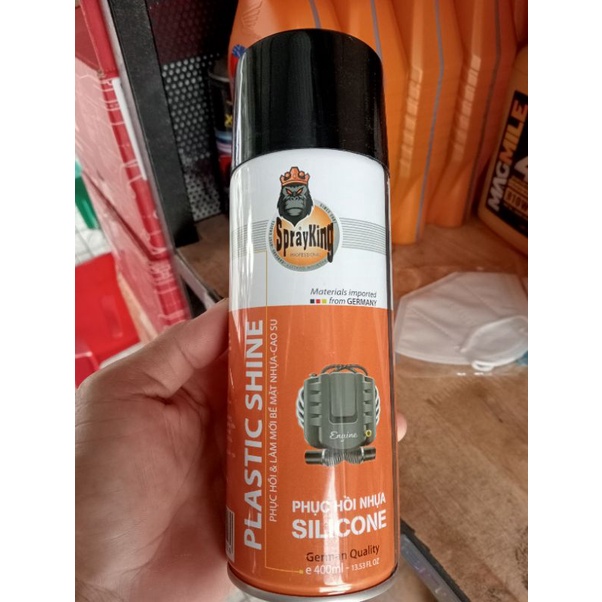 SprayKing
Materials imported
from GERMANY
PLASTIC SHINE
PHỤC HỒI & LÀM MỚI BỀ MẶT NHỰA-CAO SU
Engine
PHỤC HỒI NHỰA
SILICONE
German Quality
e 400ml - 13.53 FL OZ
MAGMILE